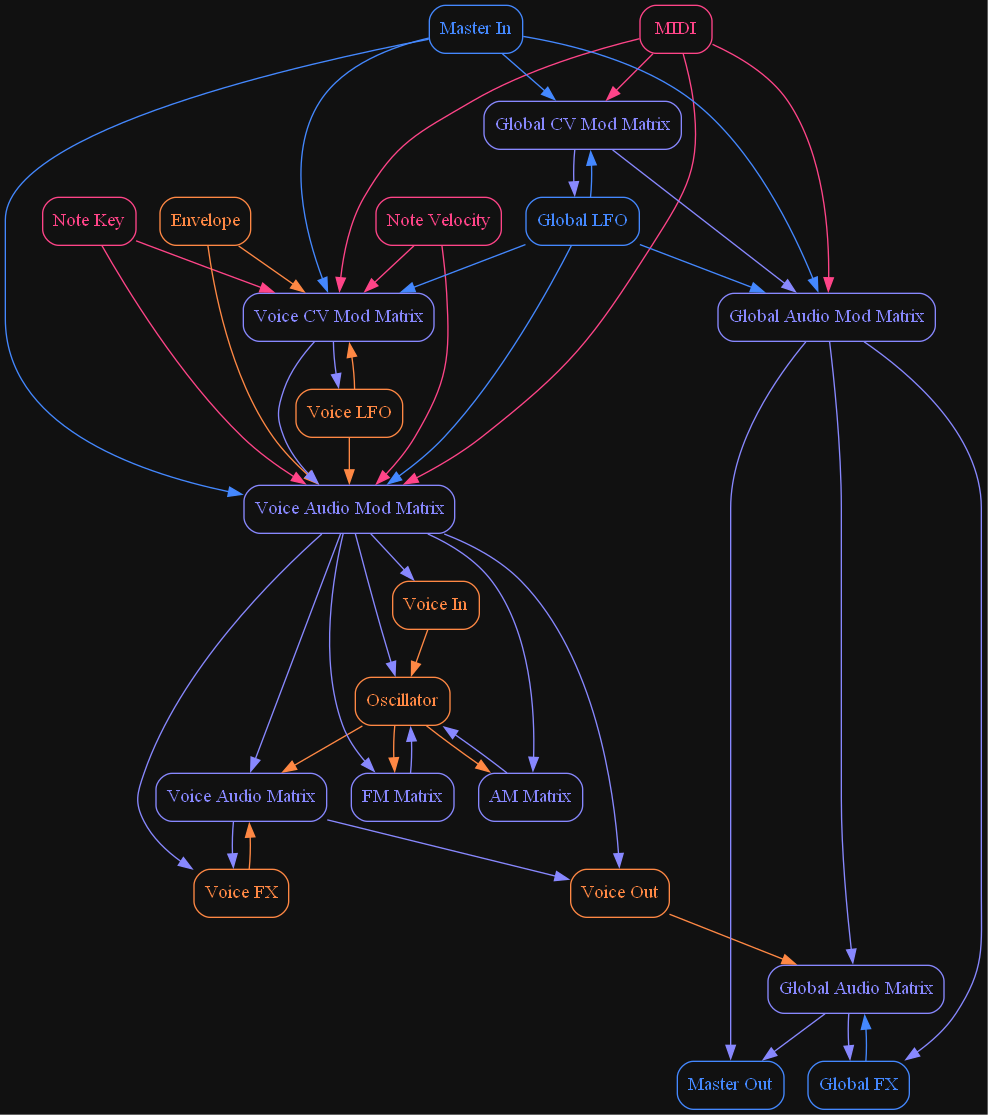 Master In
MIDI
Global CV Mod Matrix
Note Key
Envelope
Note Velocity
Global LFO
Voice CV Mod Matrix
Global Audio Mod Matrix
Voice LFO
Voice Audio Mod Matrix
Voice In
Oscillator
Voice Audio Matrix
FM Matrix
AM Matrix
Voice FX
Voice Out
Global Audio Matrix
Master Out
Global FX